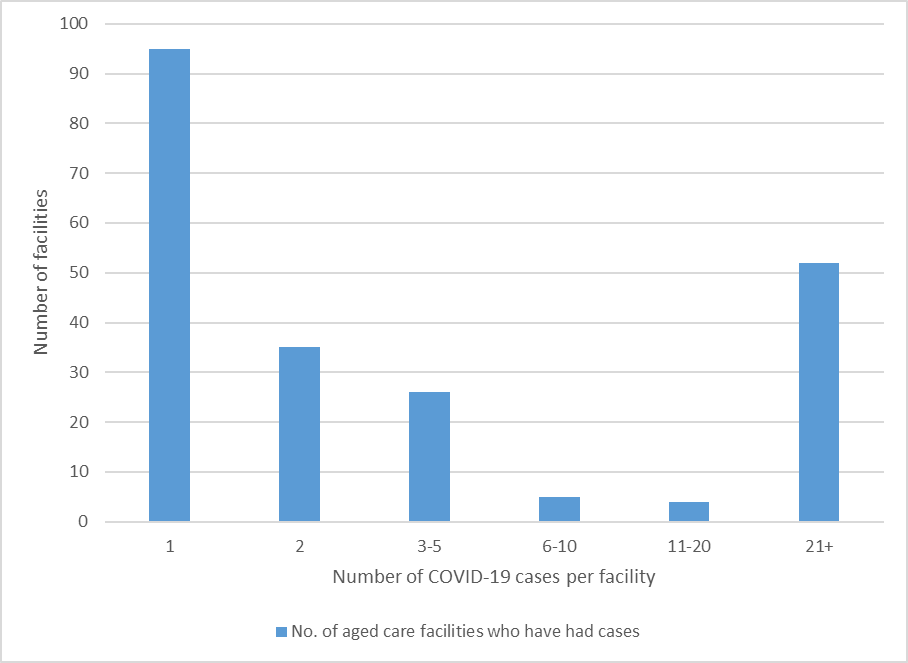 100
90
80
70
60
50
40
30
20
10
0
Number of facilities
1 2 3-5 6-10 11-20 21+
Number of COVID-19 cases per facility
No. of aged care facilities who have had cases